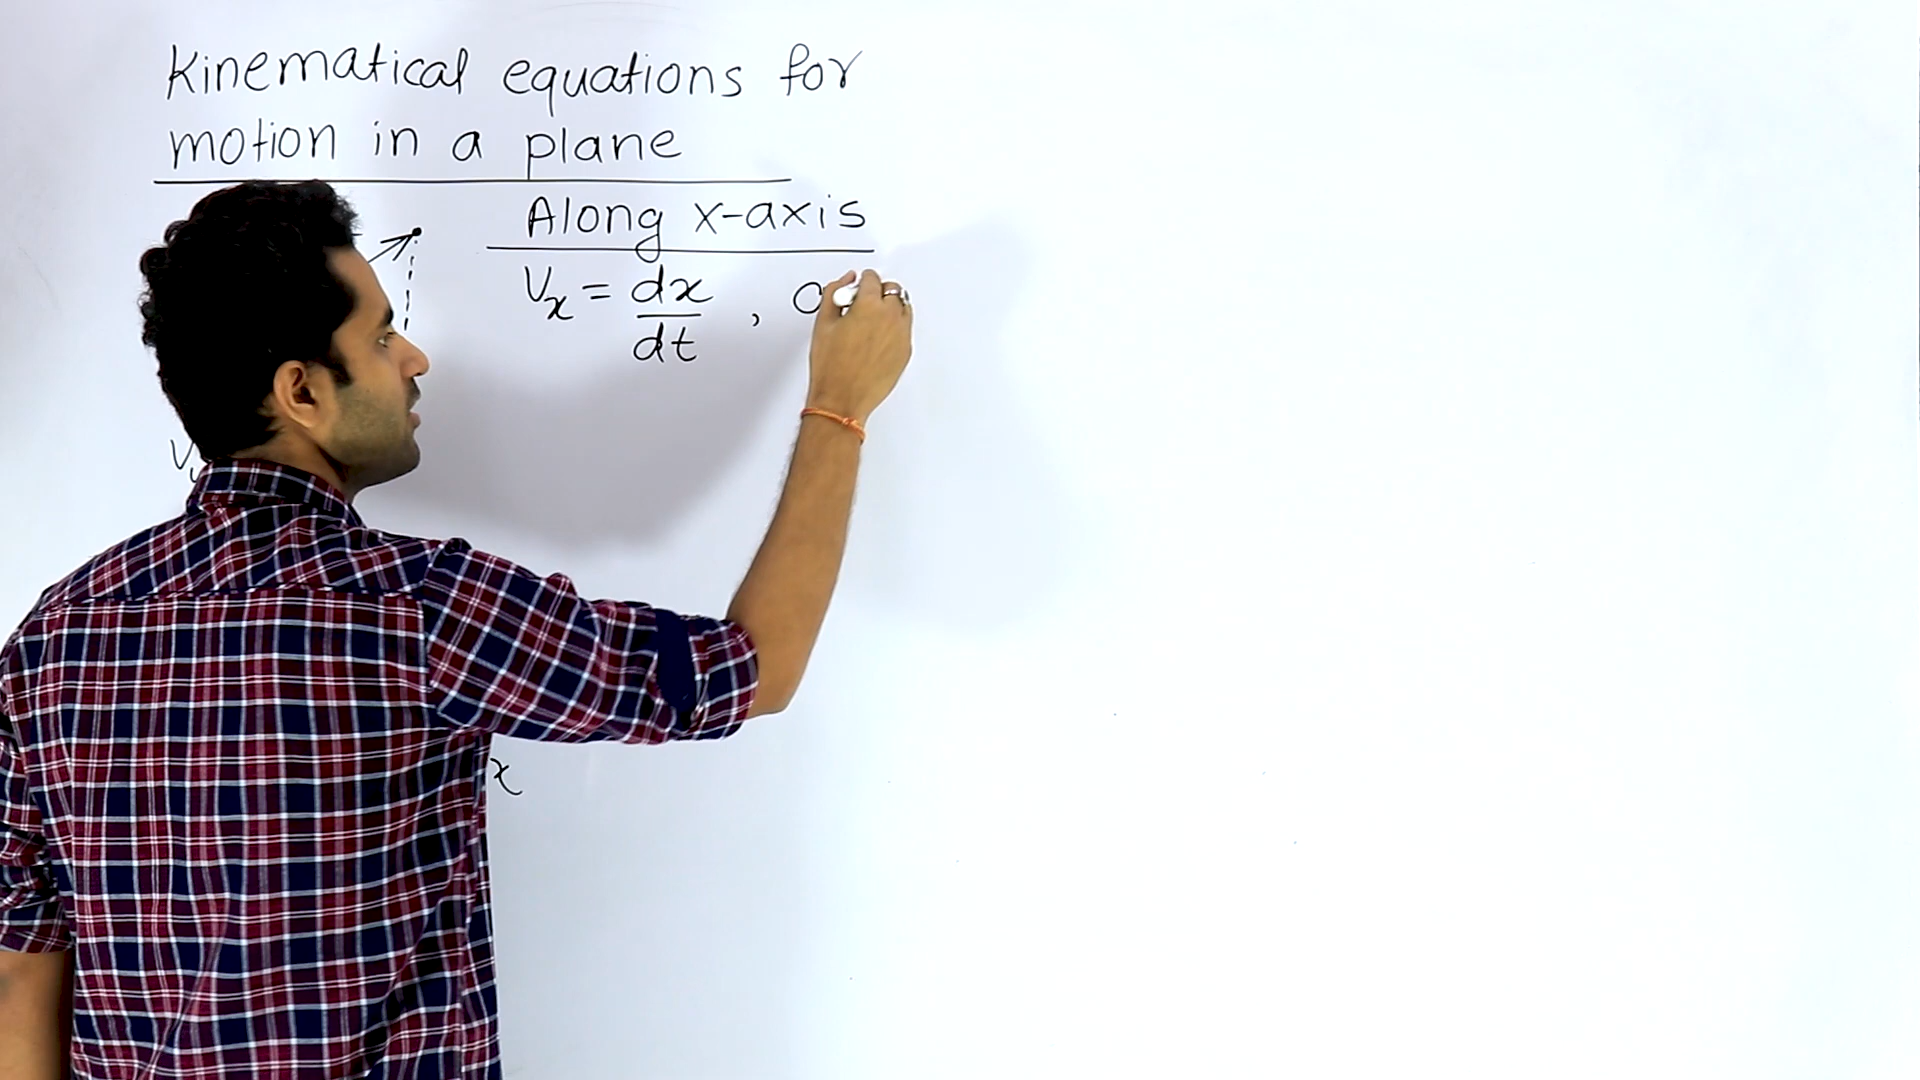 Kinematical equations for
motion in a plane
Along x-axis
Vx = dx/dt ,
x